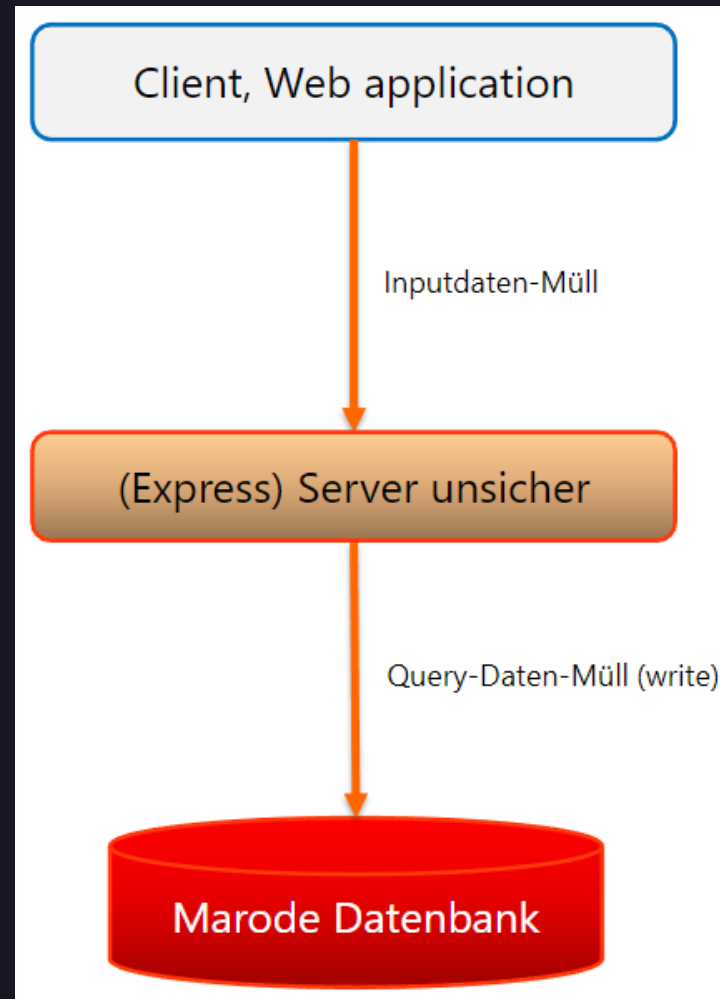 Client, Web application
Inputdaten-Müll
(Express) Server unsicher
Query-Daten-Müll (write)
Marode Datenbank